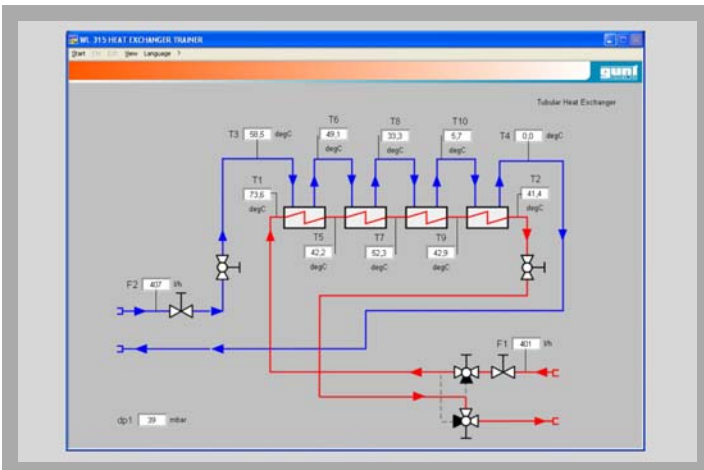 WL 315 HEAT EXCHANGER TRAINER
Start View Language ?
gunt
Tubular Heat Exchanger
T6 T8 T10
T3 58,5 degC 49,1 33,3 5,7 T4 0,0 degC
degC degC degC
T1 T2
73,6 41,4
degC degC
T5 T7 T9
42,2 52,3 42,9
degC degC degC
F2 407 l/h
F1 401 l/h
dp1 39 mbar